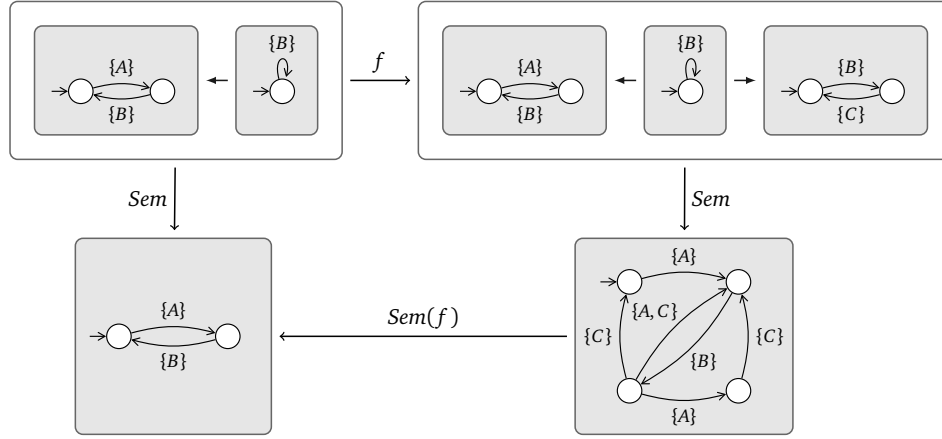 {B} {B}
{A} f {A} {B}
{B} {B} {C}
Sem Sem
{A}
{A} Sem(f) {A, C}
{C} {C}
{B} {B}
{A}